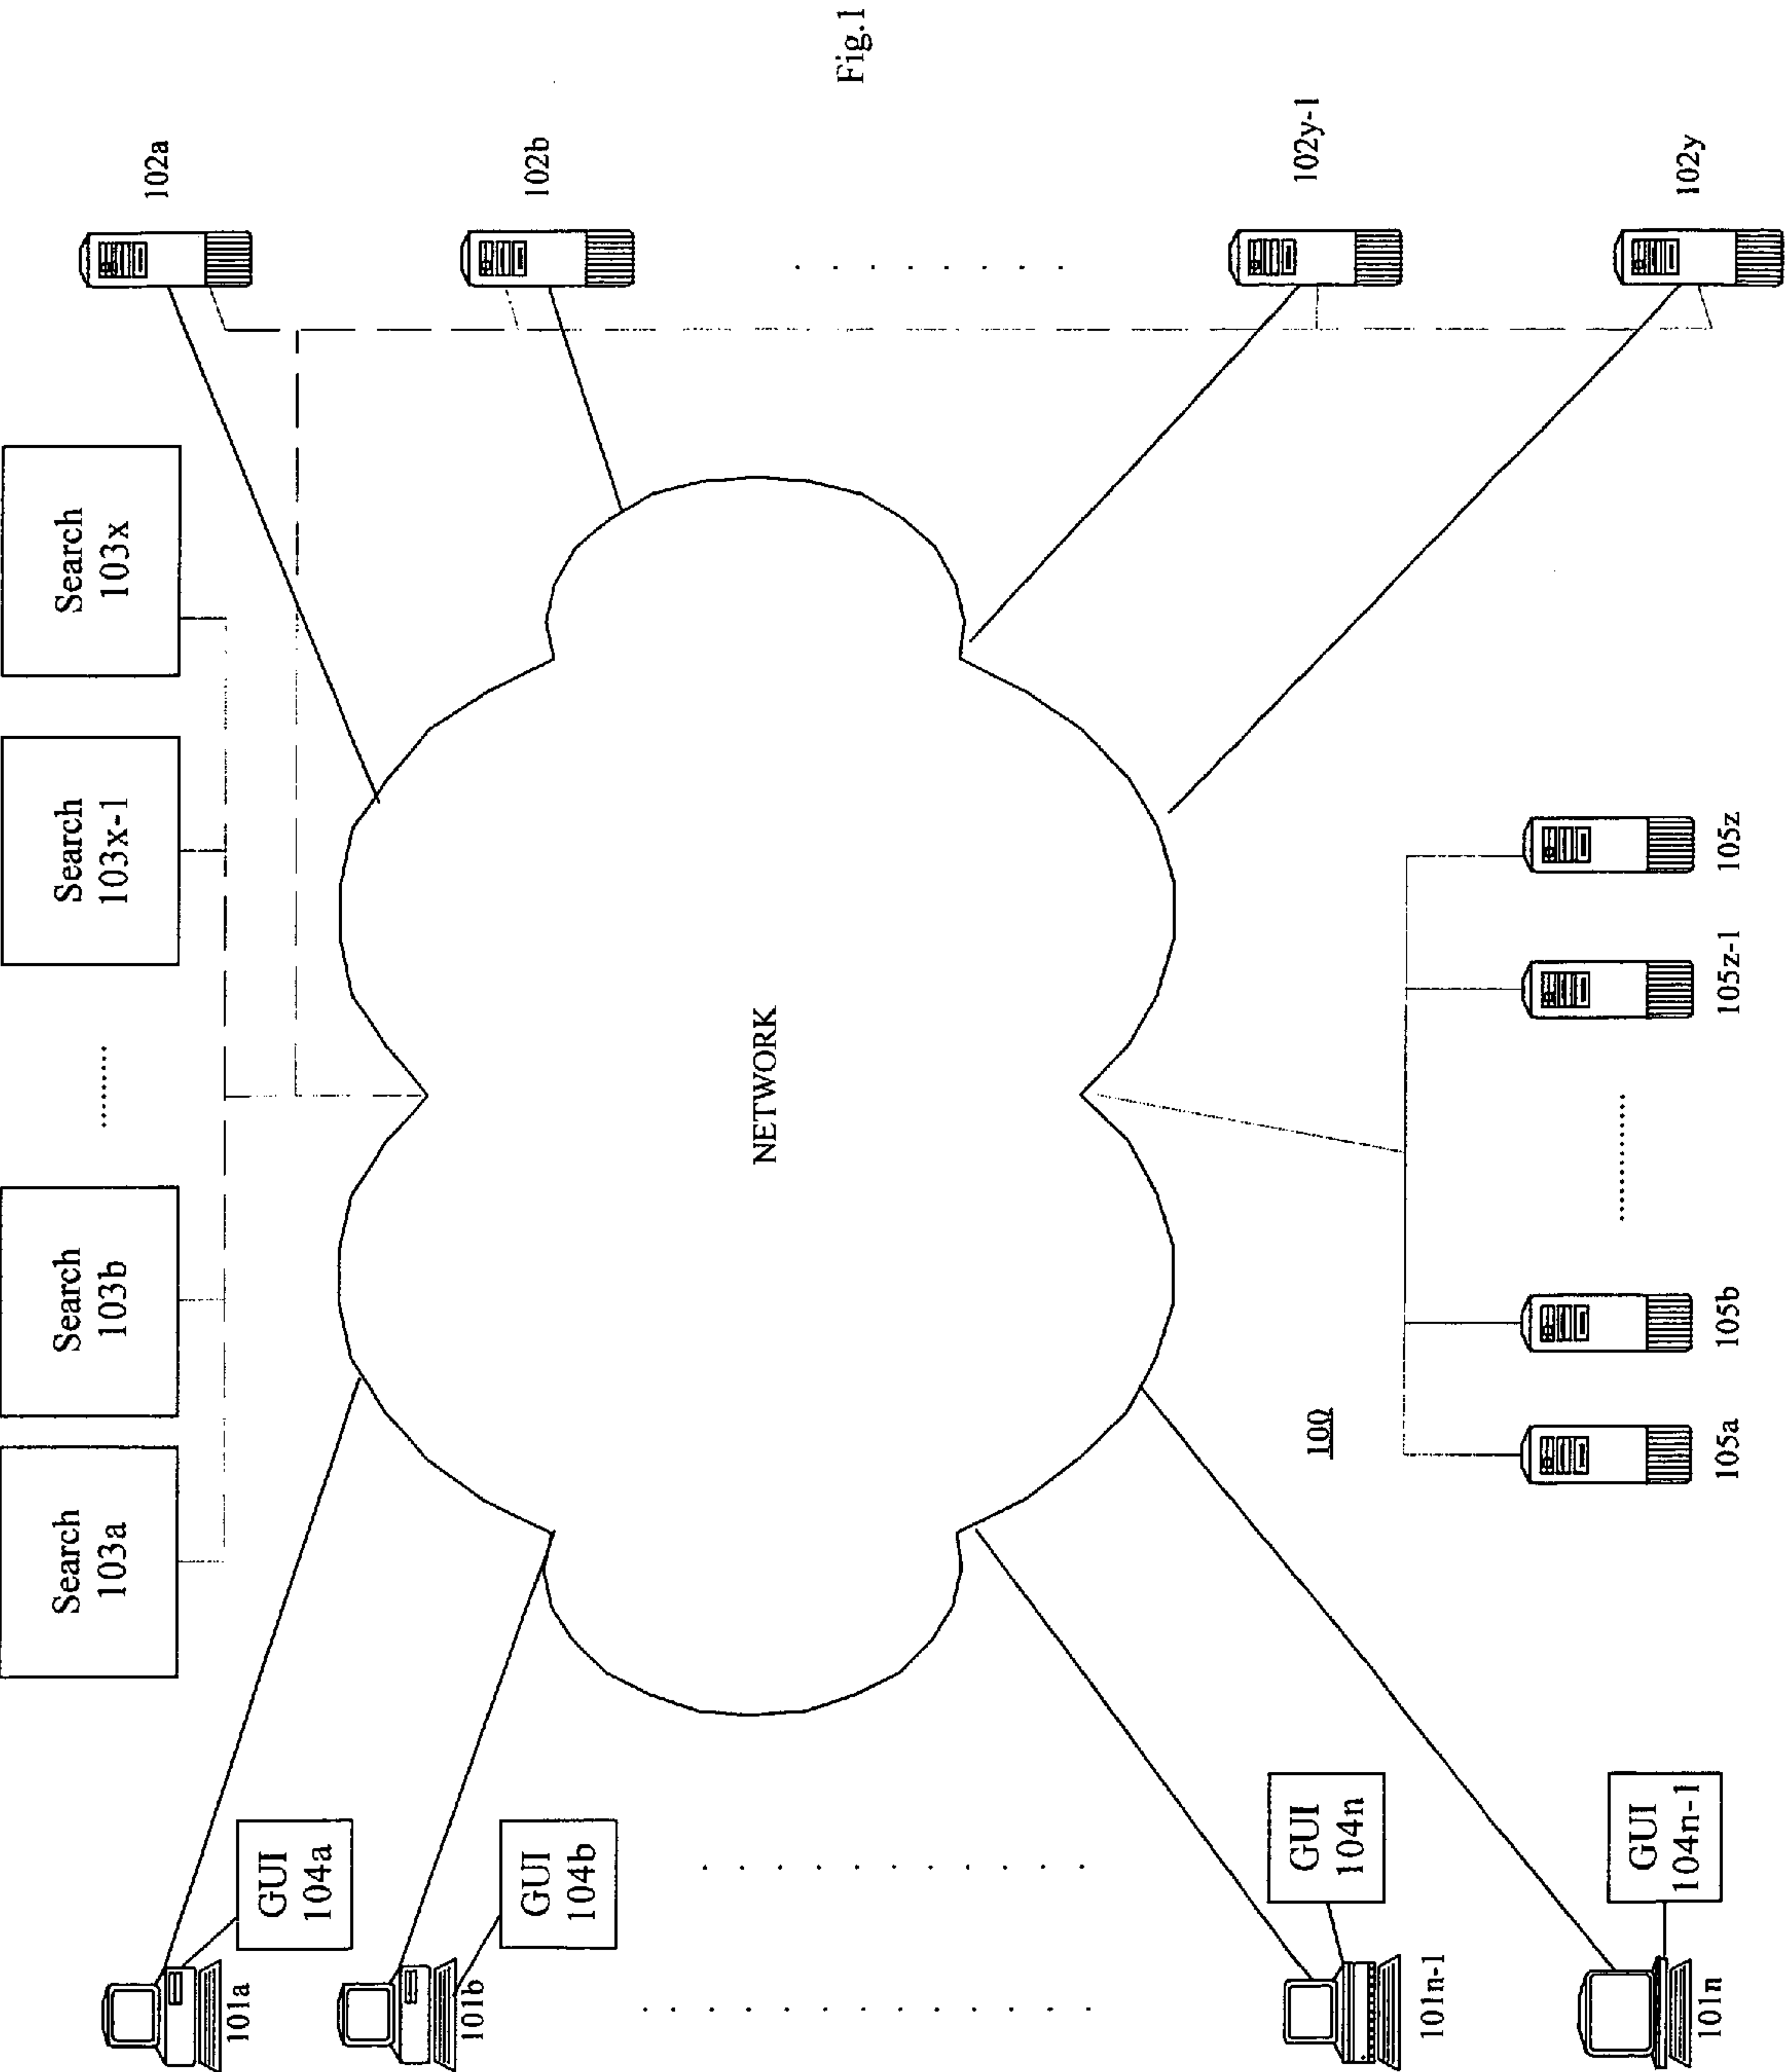 Search
103a
Search
103b
........
Search
103x-1
Search
103x
101a
GUI
104a
102a
101b
GUI
104b
102b
NETWORK
Fig.1
101n-1
GUI
104n
100
102y-1
101n
GUI
104n-1
105a
105b
105z-1
105z
102y